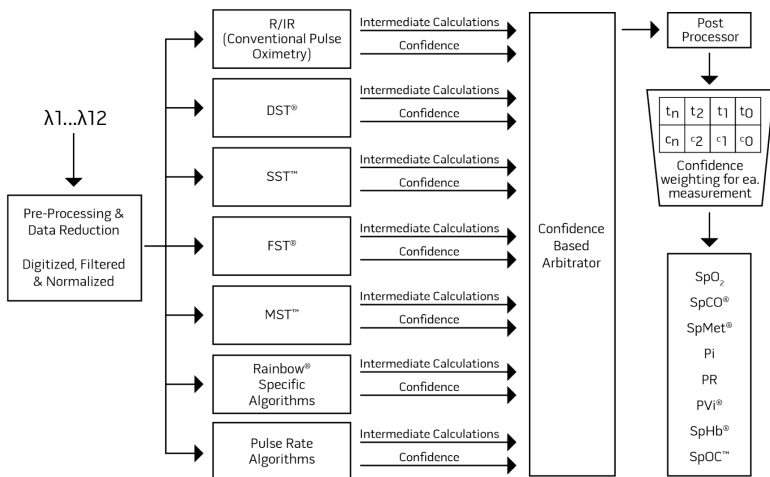 λ1...λ12
Pre-Processing &
Data Reduction
Digitized, Filtered
& Normalized
R/IR
(Conventional Pulse
Oximetry)
Intermediate Calculations
Confidence
DST®
Intermediate Calculations
Confidence
SST™
Intermediate Calculations
Confidence
FST®
Intermediate Calculations
Confidence
MST™
Intermediate Calculations
Confidence
Rainbow®
Specific
Algorithms
Intermediate Calculations
Confidence
Pulse Rate
Algorithms
Intermediate Calculations
Confidence
Confidence
Based
Arbitrator
Post
Processor
tn t2 t1 t0
cn c2 c1 c0
Confidence
weighting for ea.
measurement
SpO₂
SpCO®
SpMet®
Pi
PR
PVi®
SpHb®
SpOC™